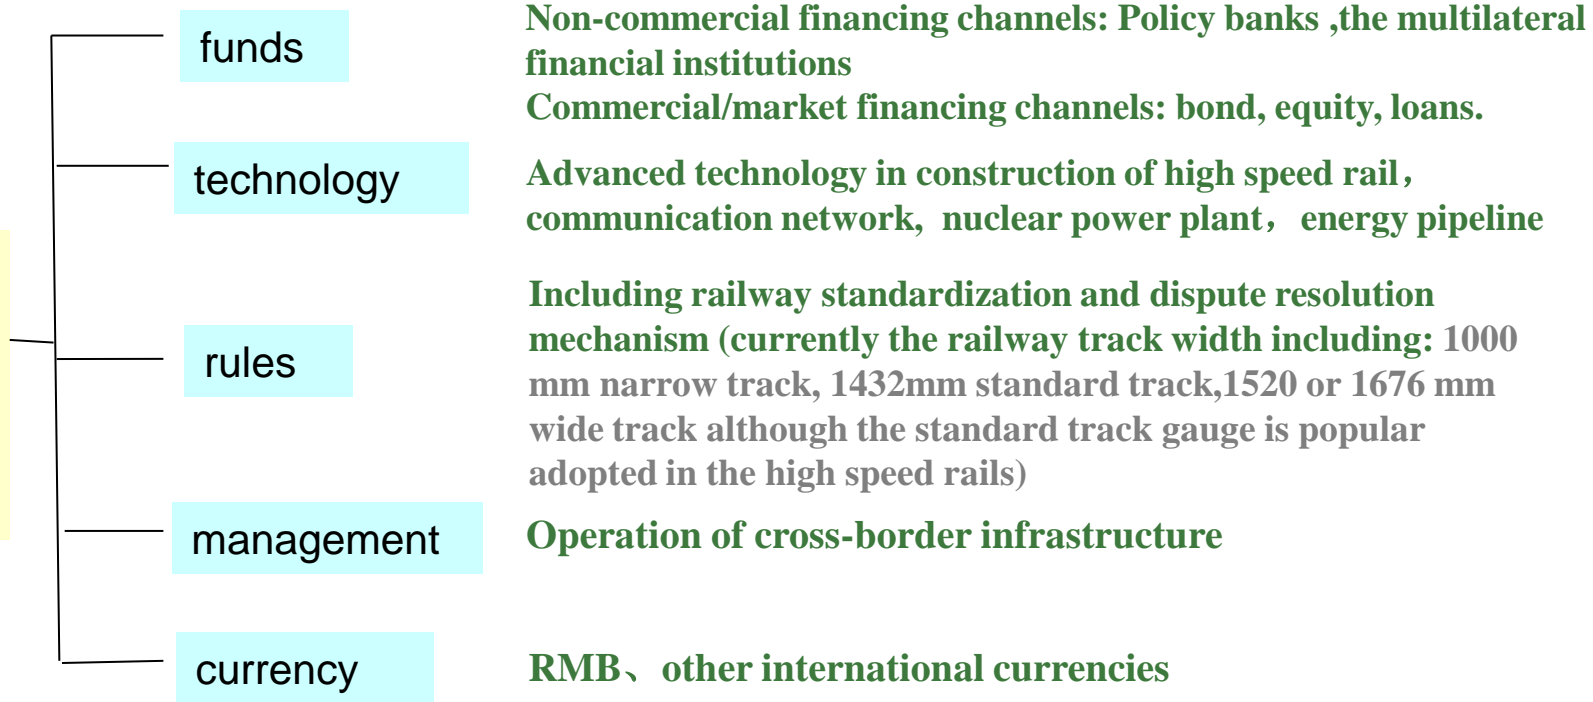 funds
Non-commercial financing channels: Policy banks ,the multilateral
financial institutions
Commercial/market financing channels: bond, equity, loans.
technology
Advanced technology in construction of high speed rail，
communication network, nuclear power plant， energy pipeline
rules
Including railway standardization and dispute resolution
mechanism (currently the railway track width including: 1000
mm narrow track, 1432mm standard track,1520 or 1676 mm
wide track although the standard track gauge is popular
adopted in the high speed rails)
management
Operation of cross-border infrastructure
currency
RMB、other international currencies